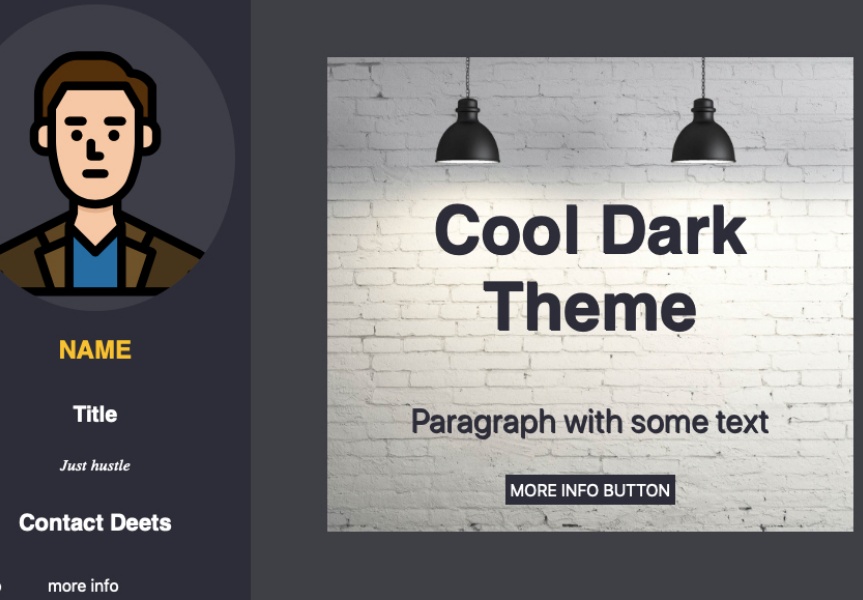 NAME
Title
Just hustle
Contact Deets
more info
Cool Dark
Theme
Paragraph with some text
MORE INFO BUTTON